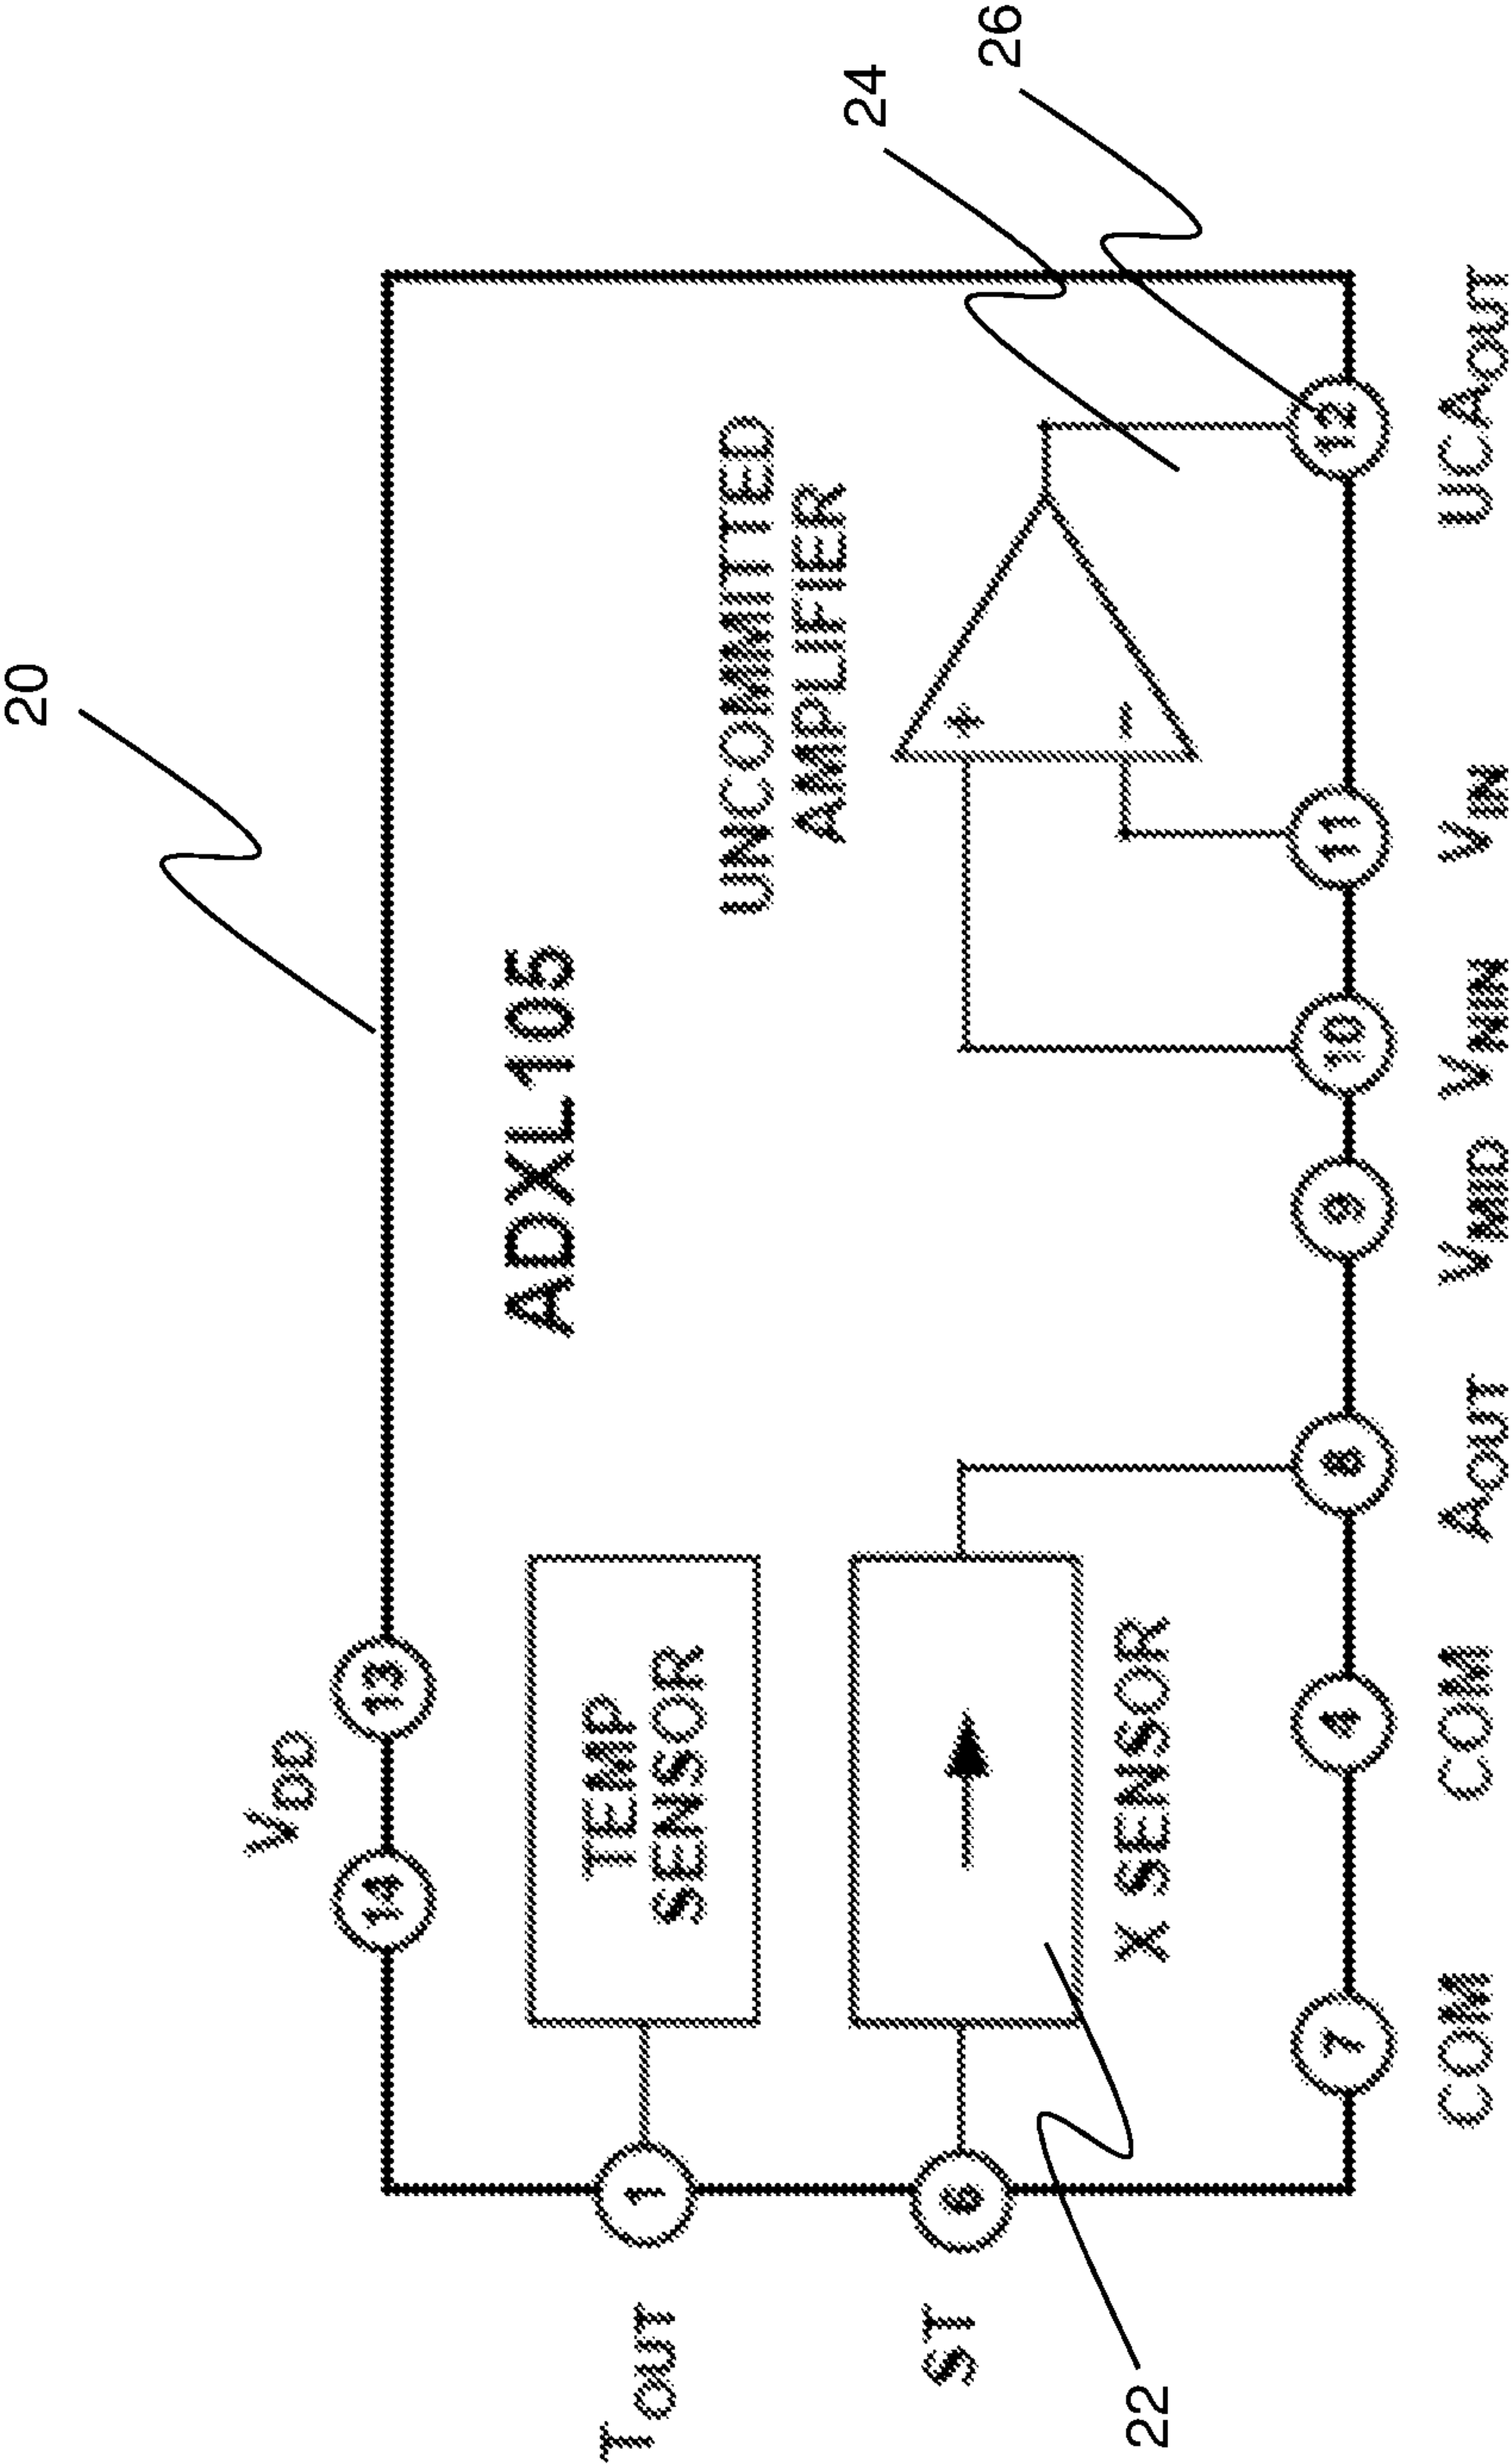 20
24
26
VDD
14
13
ADXL105
TOUT
1
TEMP
SENSOR
UNCOMMITTED
AMPLIFIER
ST
6
X SENSOR
+
−
22
7
4
8
9
10
11
12
COM
COM
AOUT
VMID
VNIN
VIN
UCAOUT